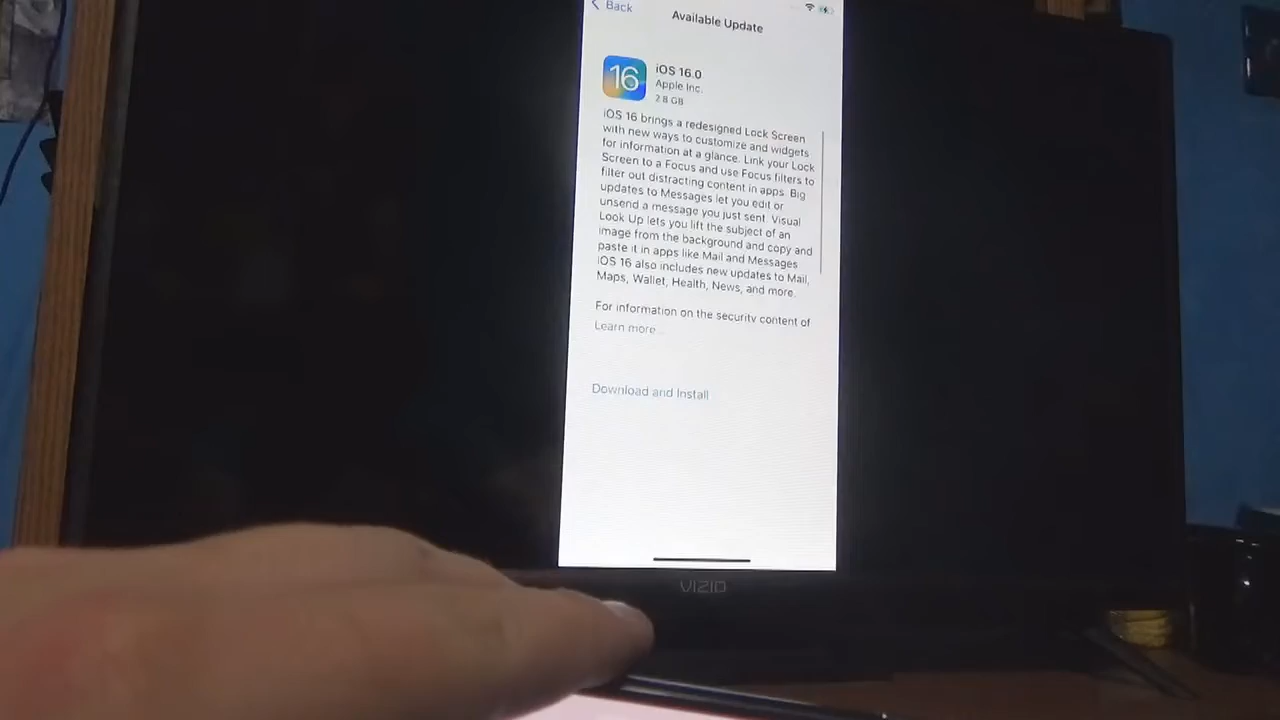 Back
Available Update
16
iOS 16.0
Apple Inc.
2.8 GB
iOS 16 brings a redesigned Lock Screen
with new ways to customize and widgets
for information at a glance. Link your Lock
Screen to a Focus and use Focus filters to
filter out distracting content in apps. Big
updates to Messages let you edit or
unsend a message you just sent. Visual
Look Up lets you lift the subject of an
image from the background and copy and
paste it in apps like Mail and Messages
iOS 16 also includes new updates to Mail,
Maps, Wallet, Health, News, and more.
For information on the security content of
Learn more...
Download and Install
VIZIO